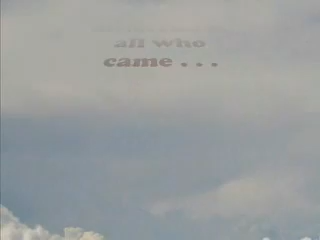 all who
came . . .